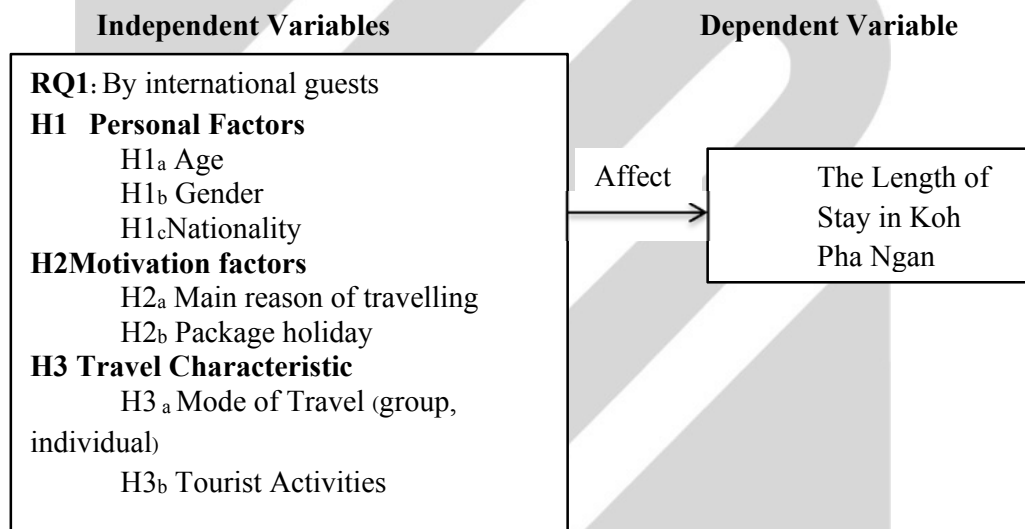 Independent Variables
Dependent Variable
RQ1: By international guests
H1 Personal Factors
H1a Age
H1b Gender
H1cNationality
H2Motivation factors
H2a Main reason of travelling
H2b Package holiday
H3 Travel Characteristic
H3 a Mode of Travel (group,
individual)
H3b Tourist Activities
Affect
The Length of
Stay in Koh
Pha Ngan